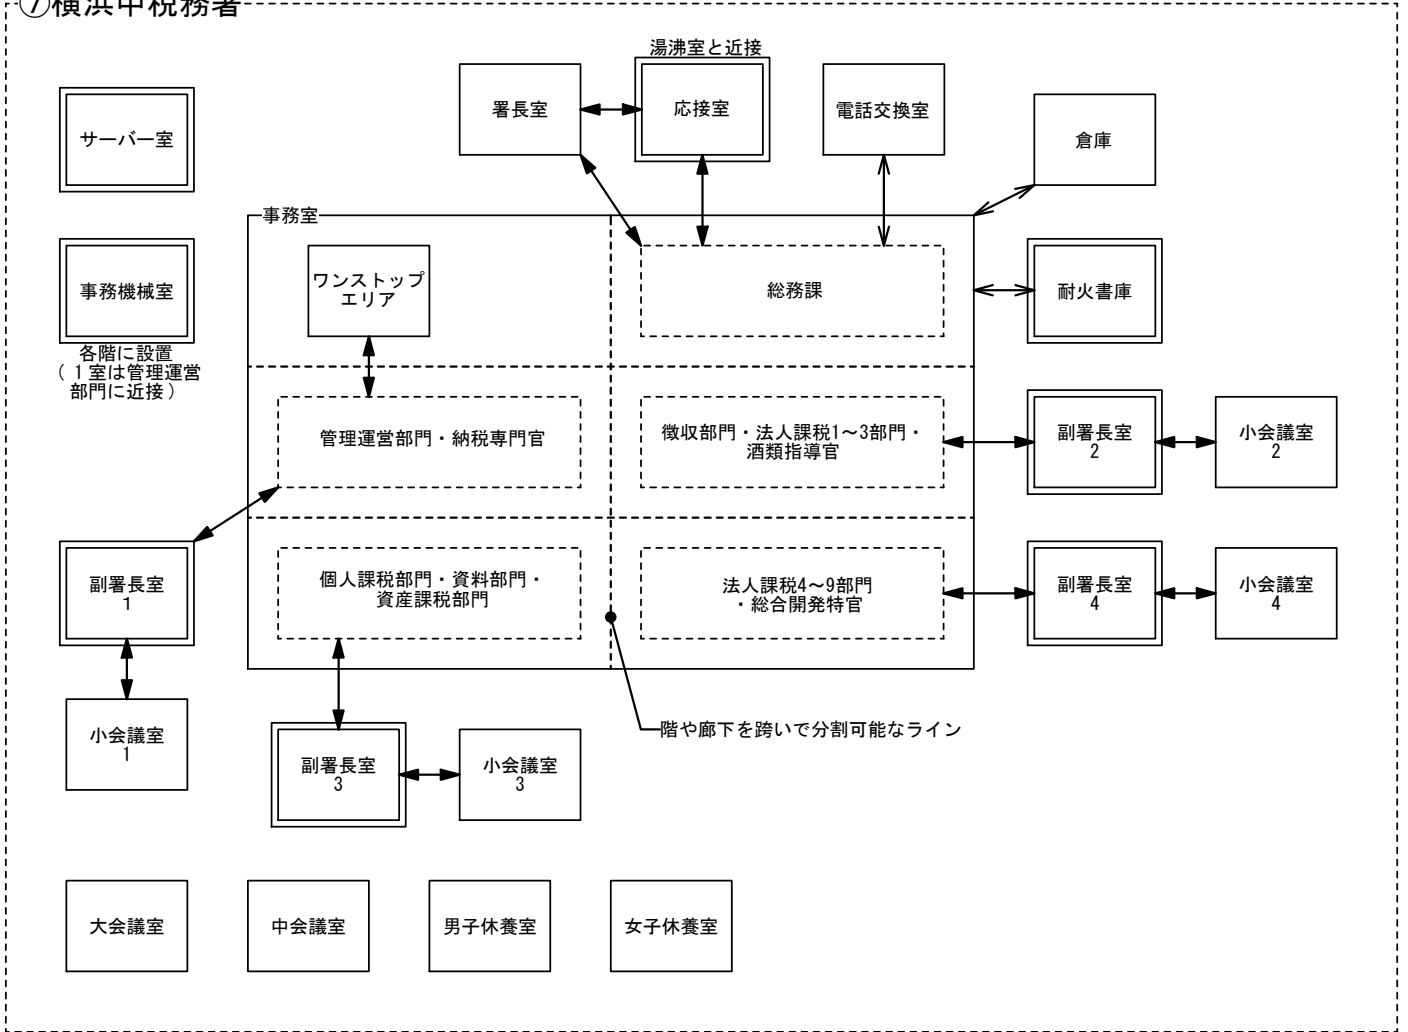 ⑦横浜中税務署
湯沸室と近接
署長室
応接室
電話交換室
倉庫
サーバー室
事務室
ワンストップ
エリア
総務課
事務機械室
各階に設置
(1室は管理運営
部門に近接)
耐火書庫
管理運営部門・納税専門官
徴収部門・法人課税1～3部門・
酒類指導官
副署長室
2
小会議室
2
副署長室
1
個人課税部門・資料部門・
資産課税部門
法人課税4～9部門
・総合開発特官
副署長室
4
小会議室
4
小会議室
1
階や廊下を跨いで分割可能なライン
副署長室
3
小会議室
3
大会議室
中会議室
男子休養室
女子休養室